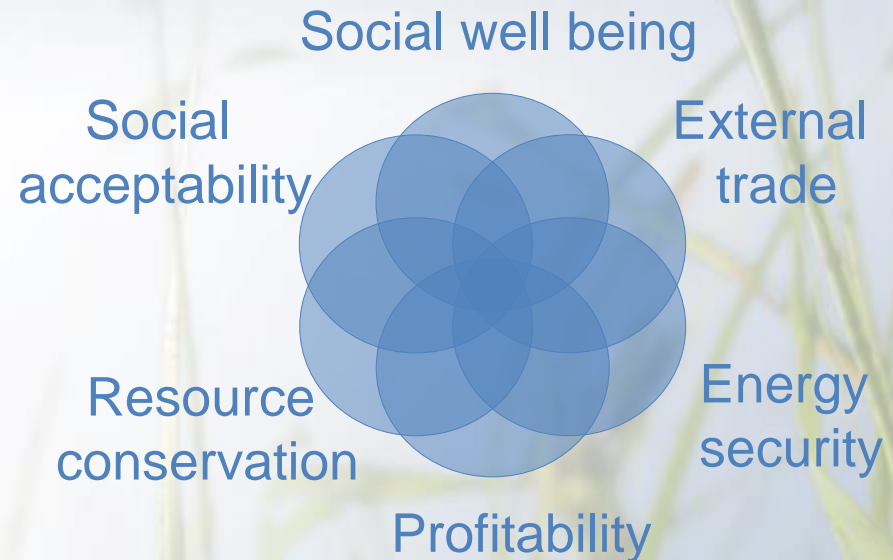 Social well being
Social
acceptability
External
trade
Resource
conservation
Energy
security
Profitability